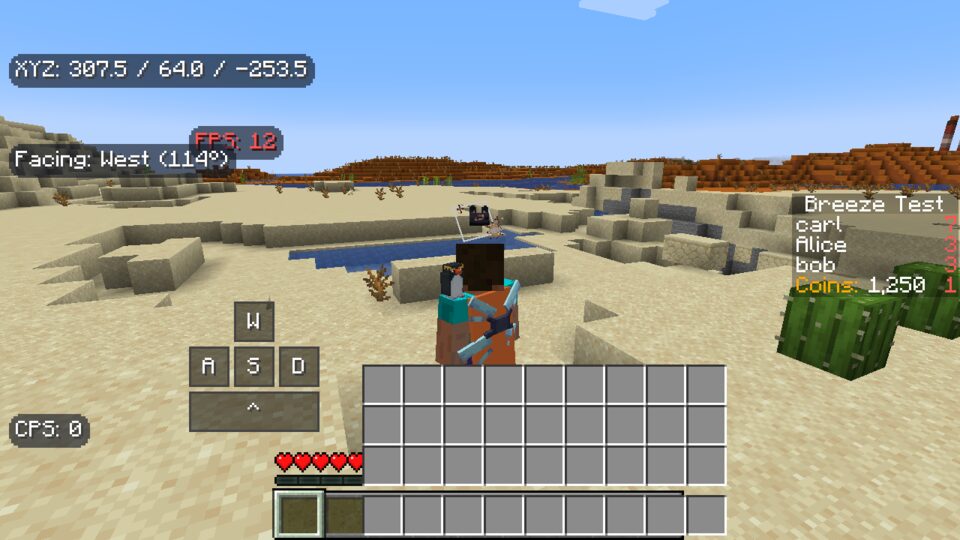 XYZ: 307.5 / 64.0 / -253.5
FPS: 12
Facing: West (114°)
Breeze Test
carl 7
Alice 3
bob 3
Coins: 1,250 1
W
A S D
^
CPS: 0